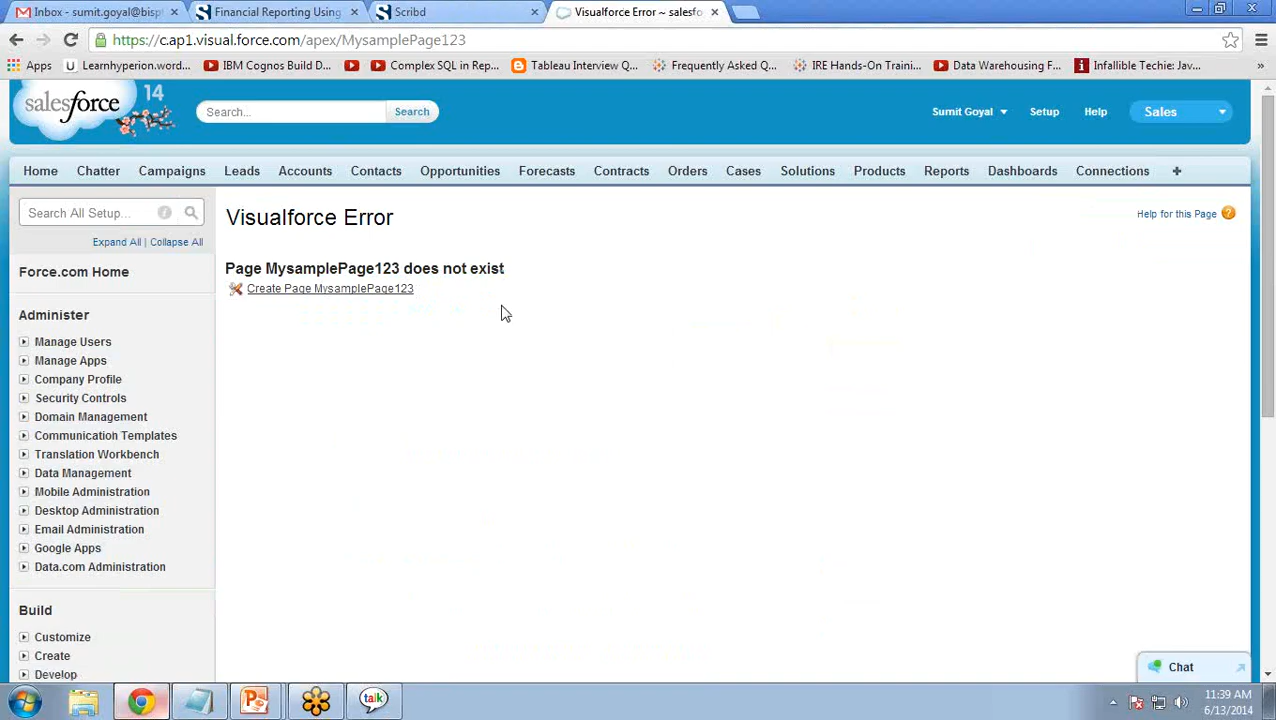 Inbox - sumit.goyal@bisp
Financial Reporting Using
Scribd
Visualforce Error ~ salesfo
https://c.ap1.visual.force.com/apex/MysamplePage123
Apps
Learnhyperion.word...
IBM Cognos Build D...
Complex SQL in Rep...
Tableau Interview Q...
Frequently Asked Q...
IRE Hands-On Traini...
Data Warehousing F...
Infallible Techie: Jav...
salesforce
14
Search...
Search
Sumit Goyal
Setup
Help
Sales
Home
Chatter
Campaigns
Leads
Accounts
Contacts
Opportunities
Forecasts
Contracts
Orders
Cases
Solutions
Products
Reports
Dashboards
Connections
Search All Setup...
Expand All | Collapse All
Force.com Home
Administer
Manage Users
Manage Apps
Company Profile
Security Controls
Domain Management
Communication Templates
Translation Workbench
Data Management
Mobile Administration
Desktop Administration
Email Administration
Google Apps
Data.com Administration
Build
Customize
Create
Develop
Visualforce Error
Help for this Page
Page MysamplePage123 does not exist
Create Page MysamplePage123
Chat
talk
11:39 AM
6/13/2014